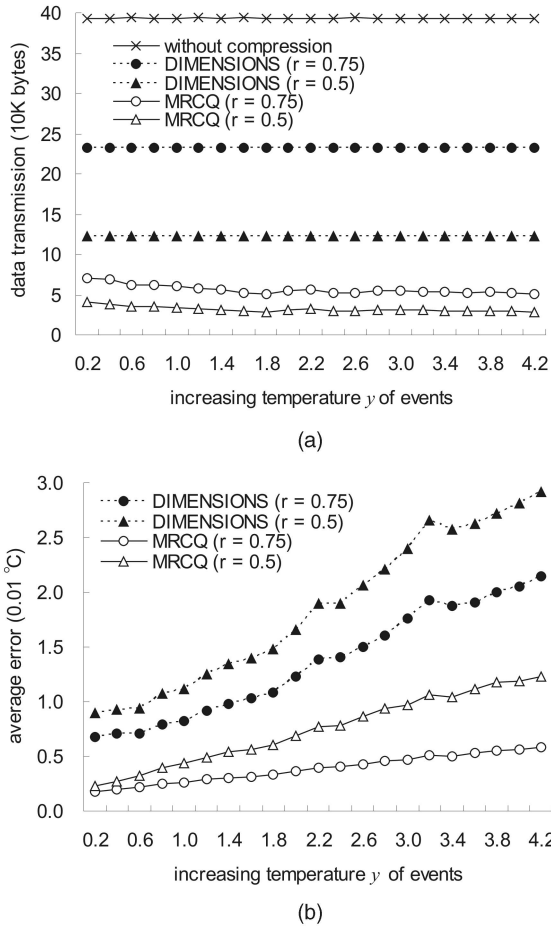 45
40
35
30
25
20
15
10
5
0
data transmission (10K bytes)
without compression
DIMENSIONS (r = 0.75)
DIMENSIONS (r = 0.5)
MRCQ (r = 0.75)
MRCQ (r = 0.5)
0.2 0.6 1.0 1.4 1.8 2.2 2.6 3.0 3.4 3.8 4.2
increasing temperature y of events
(a)
3.0
2.5
2.0
1.5
1.0
0.5
0.0
average error (0.01 °C)
DIMENSIONS (r = 0.75)
DIMENSIONS (r = 0.5)
MRCQ (r = 0.75)
MRCQ (r = 0.5)
0.2 0.6 1.0 1.4 1.8 2.2 2.6 3.0 3.4 3.8 4.2
increasing temperature y of events
(b)